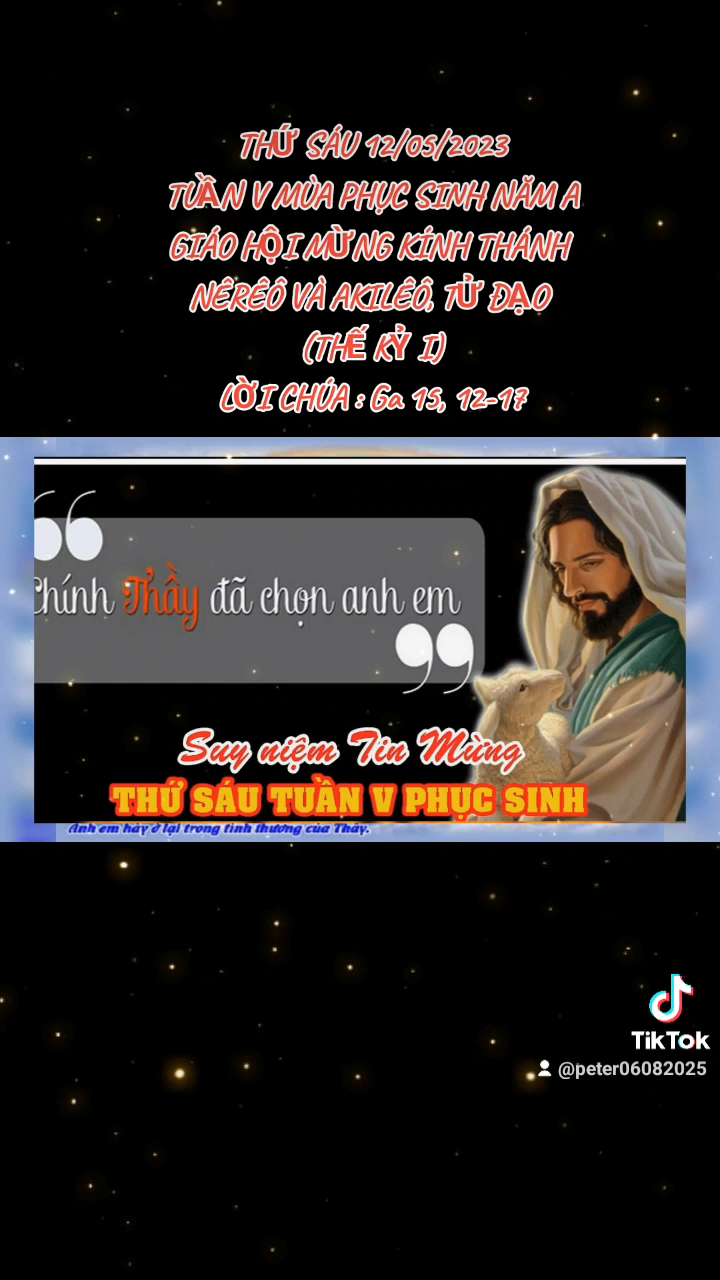 THỨ SÁU 12/05/2023
TUẦN V MÙA PHỤC SINH NĂM A
GIÁO HỘI MỪNG KÍNH THÁNH
NÊRÊÔ VÀ AKILÊÔ, TỬ ĐẠO
(THẾ KỶ I)
LỜI CHÚA : Ga 15, 12-17
Chính Thầy đã chọn anh em
Suy niệm Tin Mừng
THỨ SÁU TUẦN V PHỤC SINH
Anh em hãy ở lại trong tình thương của Thầy.
TikTok
@peter06082025